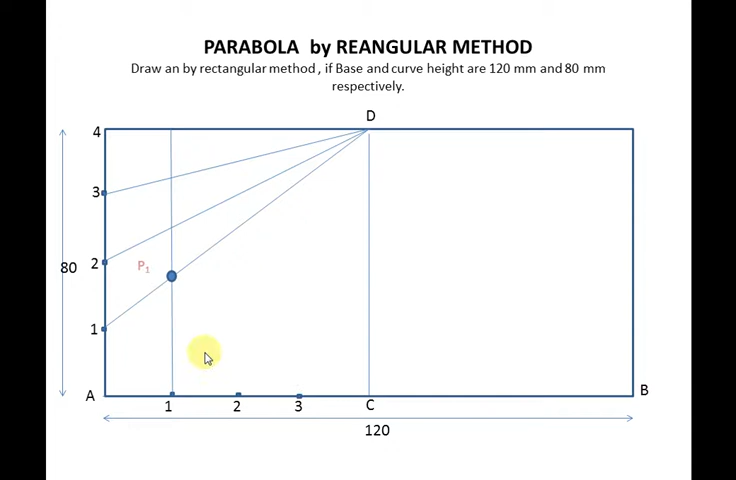 PARABOLA by REANGULAR METHOD
Draw an by rectangular method , if Base and curve height are 120 mm and 80 mm
respectively.
D
4
3
2
80
P1
1
A
B
1
2
3
C
120